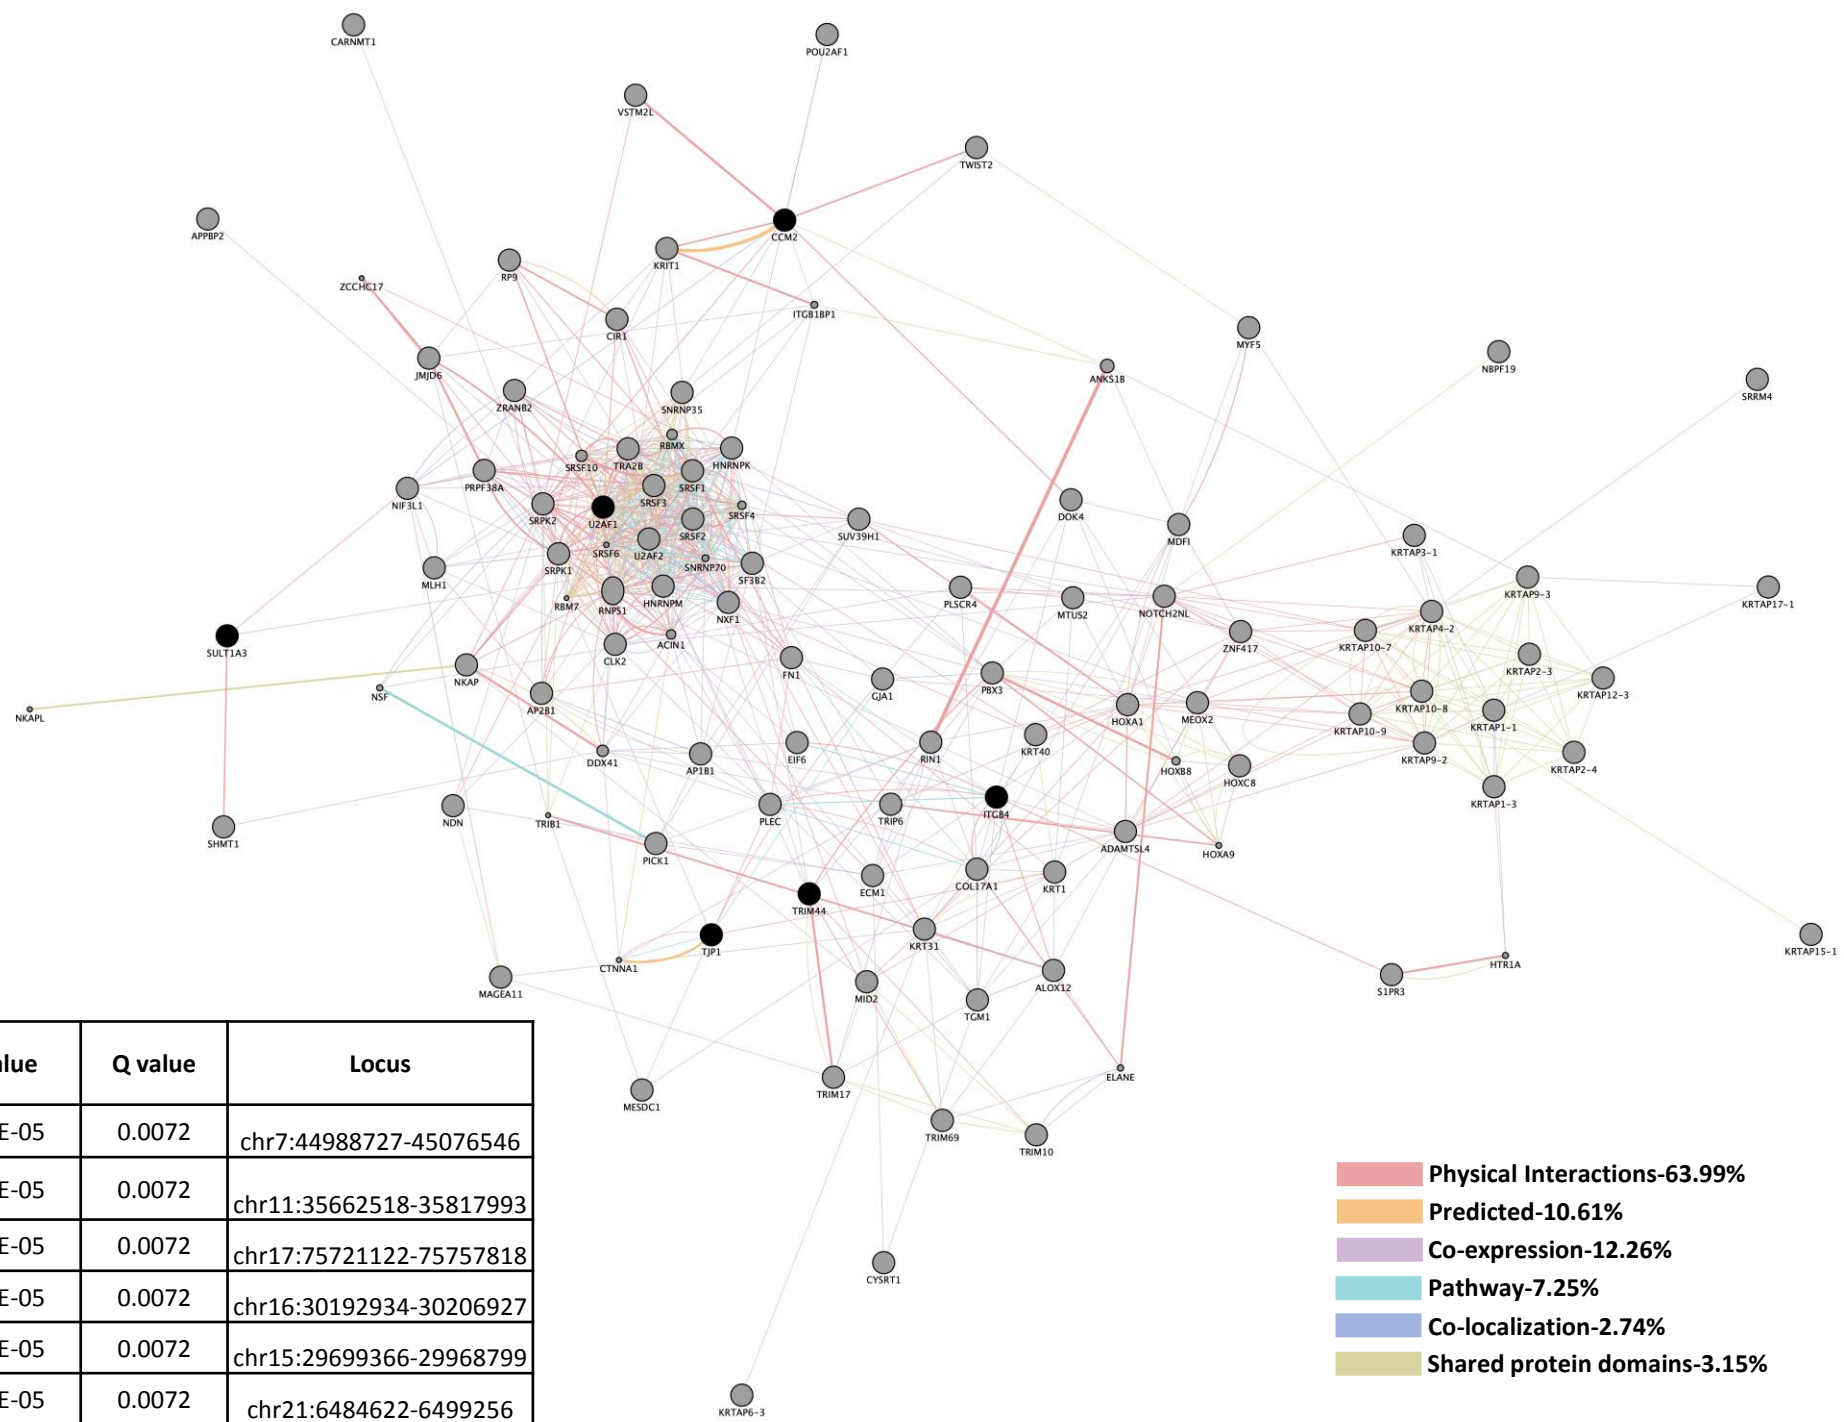 CARNMT1
POU2AF1
VSTM2L
TWIST2
APPBP2
CCM2
KRIT1
RP9
ZCCHC17
ITGB1BP1
CIR1
MYF5
NBPF19
JMJD6
ANKS1B
SRRM4
ZRANB2
SNRNP35
RBMX
SRSF10
TRA2B
HNRNPK
PRPF38A
SRSF1
NIF3L1
SRSF3
SRPK2
U2AF1
SRSF4
DOK4
SRSF2
SUV39H1
MDFI
SRSF6
U2AF2
SNRNP70
KRTAP3-1
SRPK1
SF3B2
MLH1
KRTAP9-3
RBM7
RNPS1
HNRNPM
NXF1
PLSCR4
MTUS2
NOTCH2NL
KRTAP17-1
KRTAP4-2
ACIN1
SULT1A3
CLK2
ZNF417
KRTAP10-7
FN1
KRTAP2-3
NKAP
NSF
GJA1
PBX3
KRTAP12-3
NKAPL
AP2B1
HOXA1
MEOX2
KRTAP10-8
KRTAP1-1
KRTAP10-9
DDX41
AP1B1
EIF6
RIN1
KRT40
HOXB8
HOXC8
KRTAP9-2
KRTAP2-4
KRTAP1-3
NDN
TRIB1
PLEC
TRIP6
ITGB4
SHMT1
PICK1
ADAMTSL4
HOXA9
ECM1
COL17A1
KRT1
TRIM44
TJP1
KRT31
KRTAP15-1
CTNNA1
HTR1A
MAGEA11
MID2
ALOX12
S1PR3
TGM1
MESDC1
TRIM17
ELANE
TRIM69
TRIM10
CYSRT1
KRTAP6-3
alue Q value Locus
E-05 0.0072 chr7:44988727-45076546
E-05 0.0072 chr11:35662518-35817993
E-05 0.0072 chr17:75721122-75757818
E-05 0.0072 chr16:30192934-30206927
E-05 0.0072 chr15:29699366-29968799
E-05 0.0072 chr21:6484622-6499256
Physical Interactions-63.99%
Predicted-10.61%
Co-expression-12.26%
Pathway-7.25%
Co-localization-2.74%
Shared protein domains-3.15%